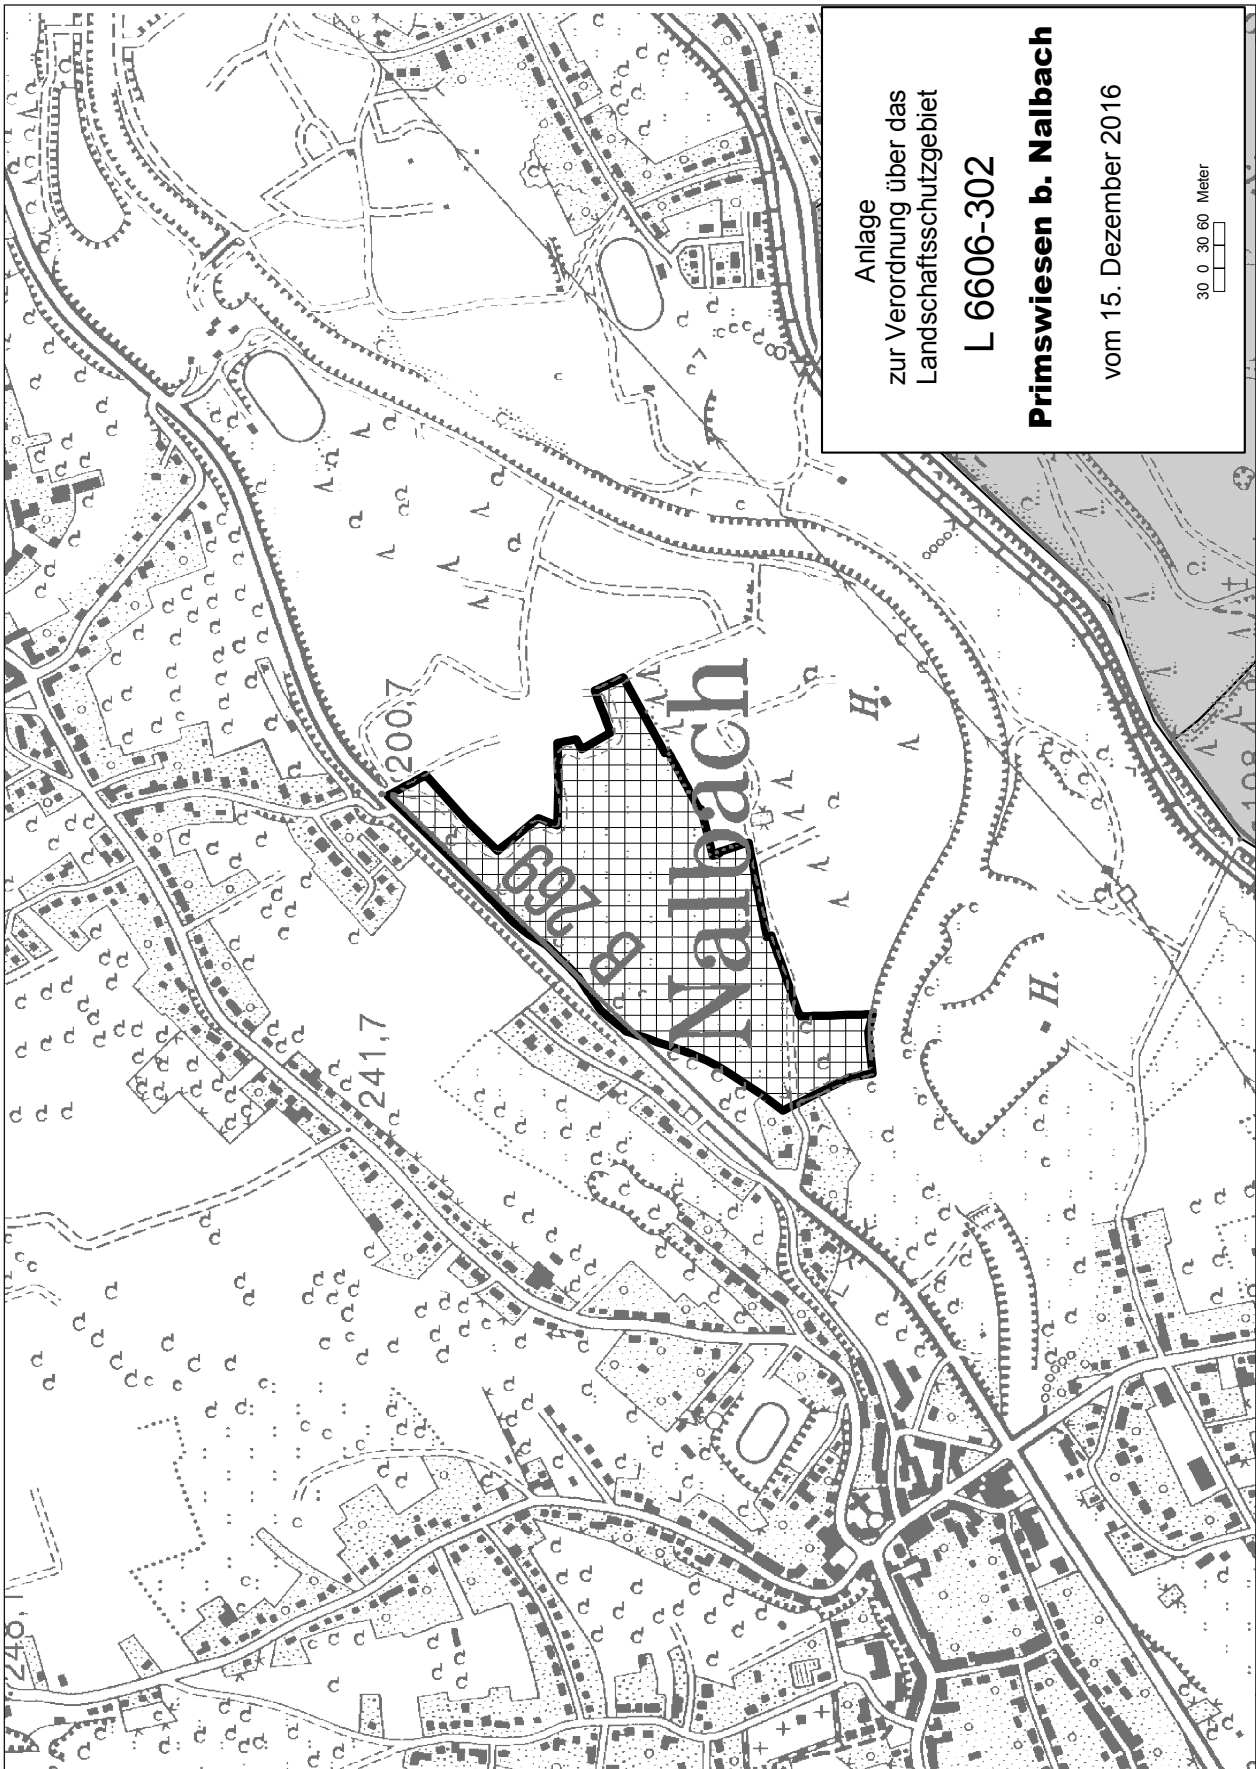 Anlage
zur Verordnung über das
Landschaftsschutzgebiet
L 6606-302
Primswiesen b. Nalbach
vom 15. Dezember 2016
30 0 30 60 Meter
200,7
241,7
B 269
Nalbach
H.
H.